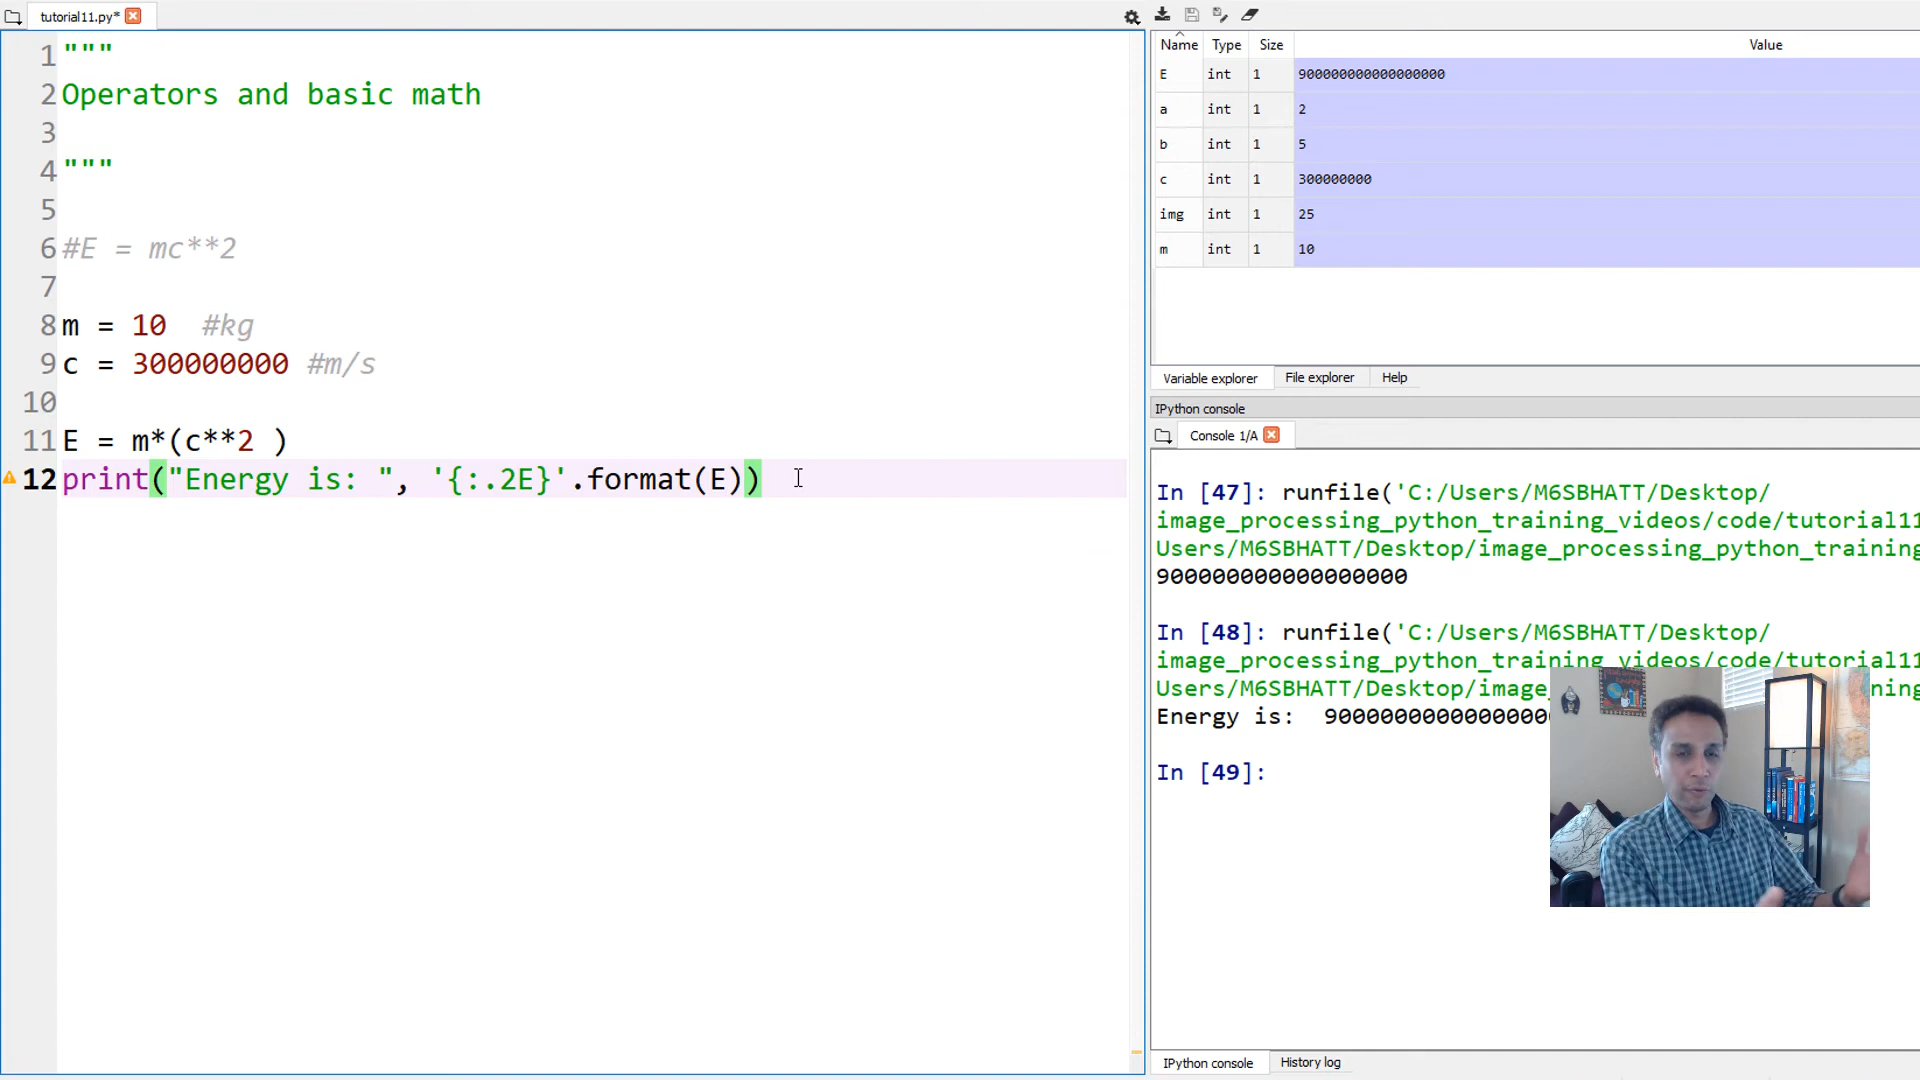 tutorial11.py*
1 """
2 Operators and basic math
3
4 """
5
6 #E = mc**2
7
8 m = 10  #kg
9 c = 300000000 #m/s
10
11 E = m*(c**2 )
12 print("Energy is: ", '{:.2E}'.format(E))
Name Type Size Value
E int 1 900000000000000000
a int 1 2
b int 1 5
c int 1 300000000
img int 1 25
m int 1 10
Variable explorer File explorer Help
IPython console
Console 1/A
In [47]: runfile('C:/Users/M6SBHATT/Desktop/
image_processing_python_training_videos/code/tutorial11
Users/M6SBHATT/Desktop/image_processing_python_training
900000000000000000
In [48]: runfile('C:/Users/M6SBHATT/Desktop/
image_processing_python_training_videos/code/tutorial11
Users/M6SBHATT/Desktop/image_ ning
Energy is:  9000000000000000
In [49]:
IPython console History log